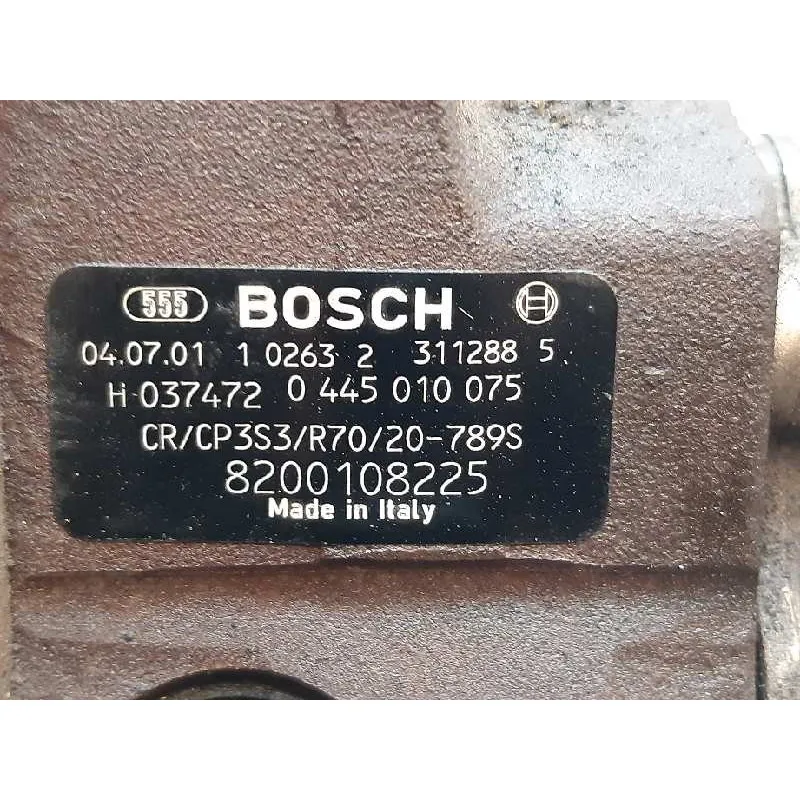 555 BOSCH
04.07.01 1 0263 2 311288 5
H 037472 0 445 010 075
CR/CP3S3/R70/20-789S
8200108225
Made in Italy